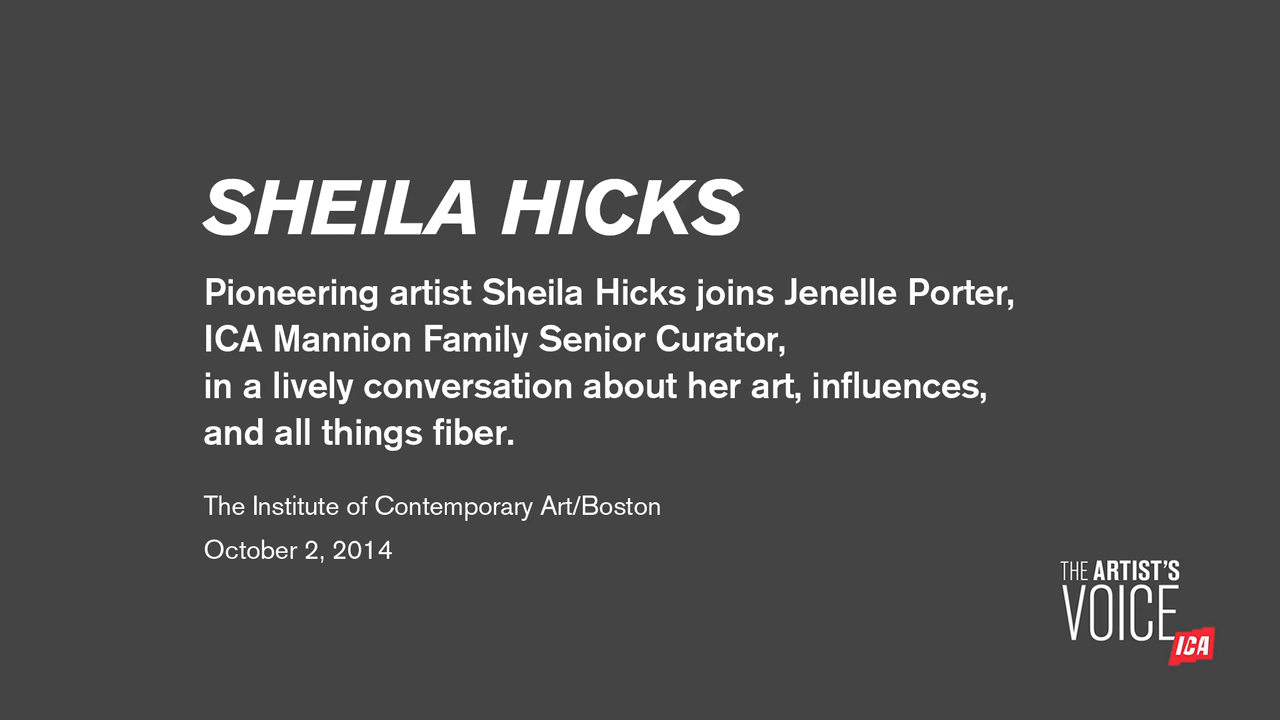 SHEILA HICKS
Pioneering artist Sheila Hicks joins Jenelle Porter,
ICA Mannion Family Senior Curator,
in a lively conversation about her art, influences,
and all things fiber.
The Institute of Contemporary Art/Boston
October 2, 2014
THE ARTIST'S
VOICE
ICA